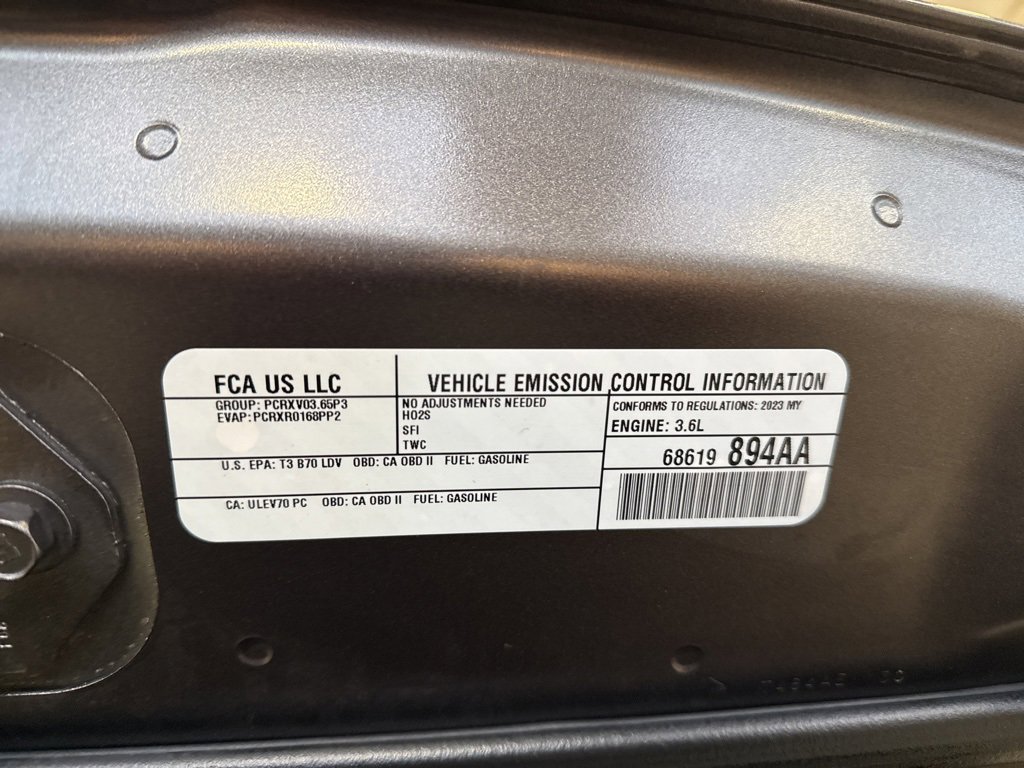 FCA US LLC
GROUP: PCRXV03.65P3
EVAP: PCRXR0168PP2
VEHICLE EMISSION CONTROL INFORMATION
NO ADJUSTMENTS NEEDED
HO2S
SFI
TWC
CONFORMS TO REGULATIONS: 2023 MY
ENGINE: 3.6L
68619 894AA
U.S. EPA: T3 B70 LDV OBD: CA OBD II FUEL: GASOLINE
CA: ULEV70 PC OBD: CA OBD II FUEL: GASOLINE